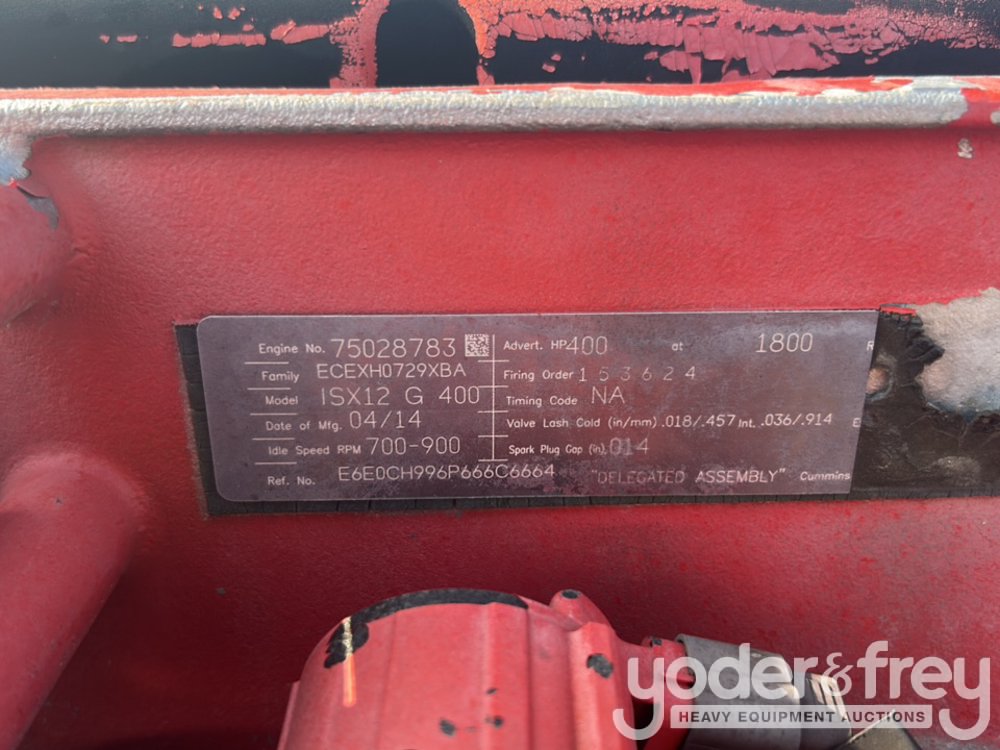 Engine No. 75028783
Family ECEXH0729XBA
Model ISX12 G 400
Date of Mfg. 04/14
Idle Speed RPM 700-900
Ref. No. E6E0CH996P666C6664
Advert. HP 400 at 1800 R
Firing Order 1 5 3 6 2 4
Timing Code NA
Valve Lash Cold (in/mm) .018/.457 Int. .036/.914 E
Spark Plug Gap (in) .014
"DELEGATED ASSEMBLY" Cummins
yoder&frey
HEAVY EQUIPMENT AUCTIONS